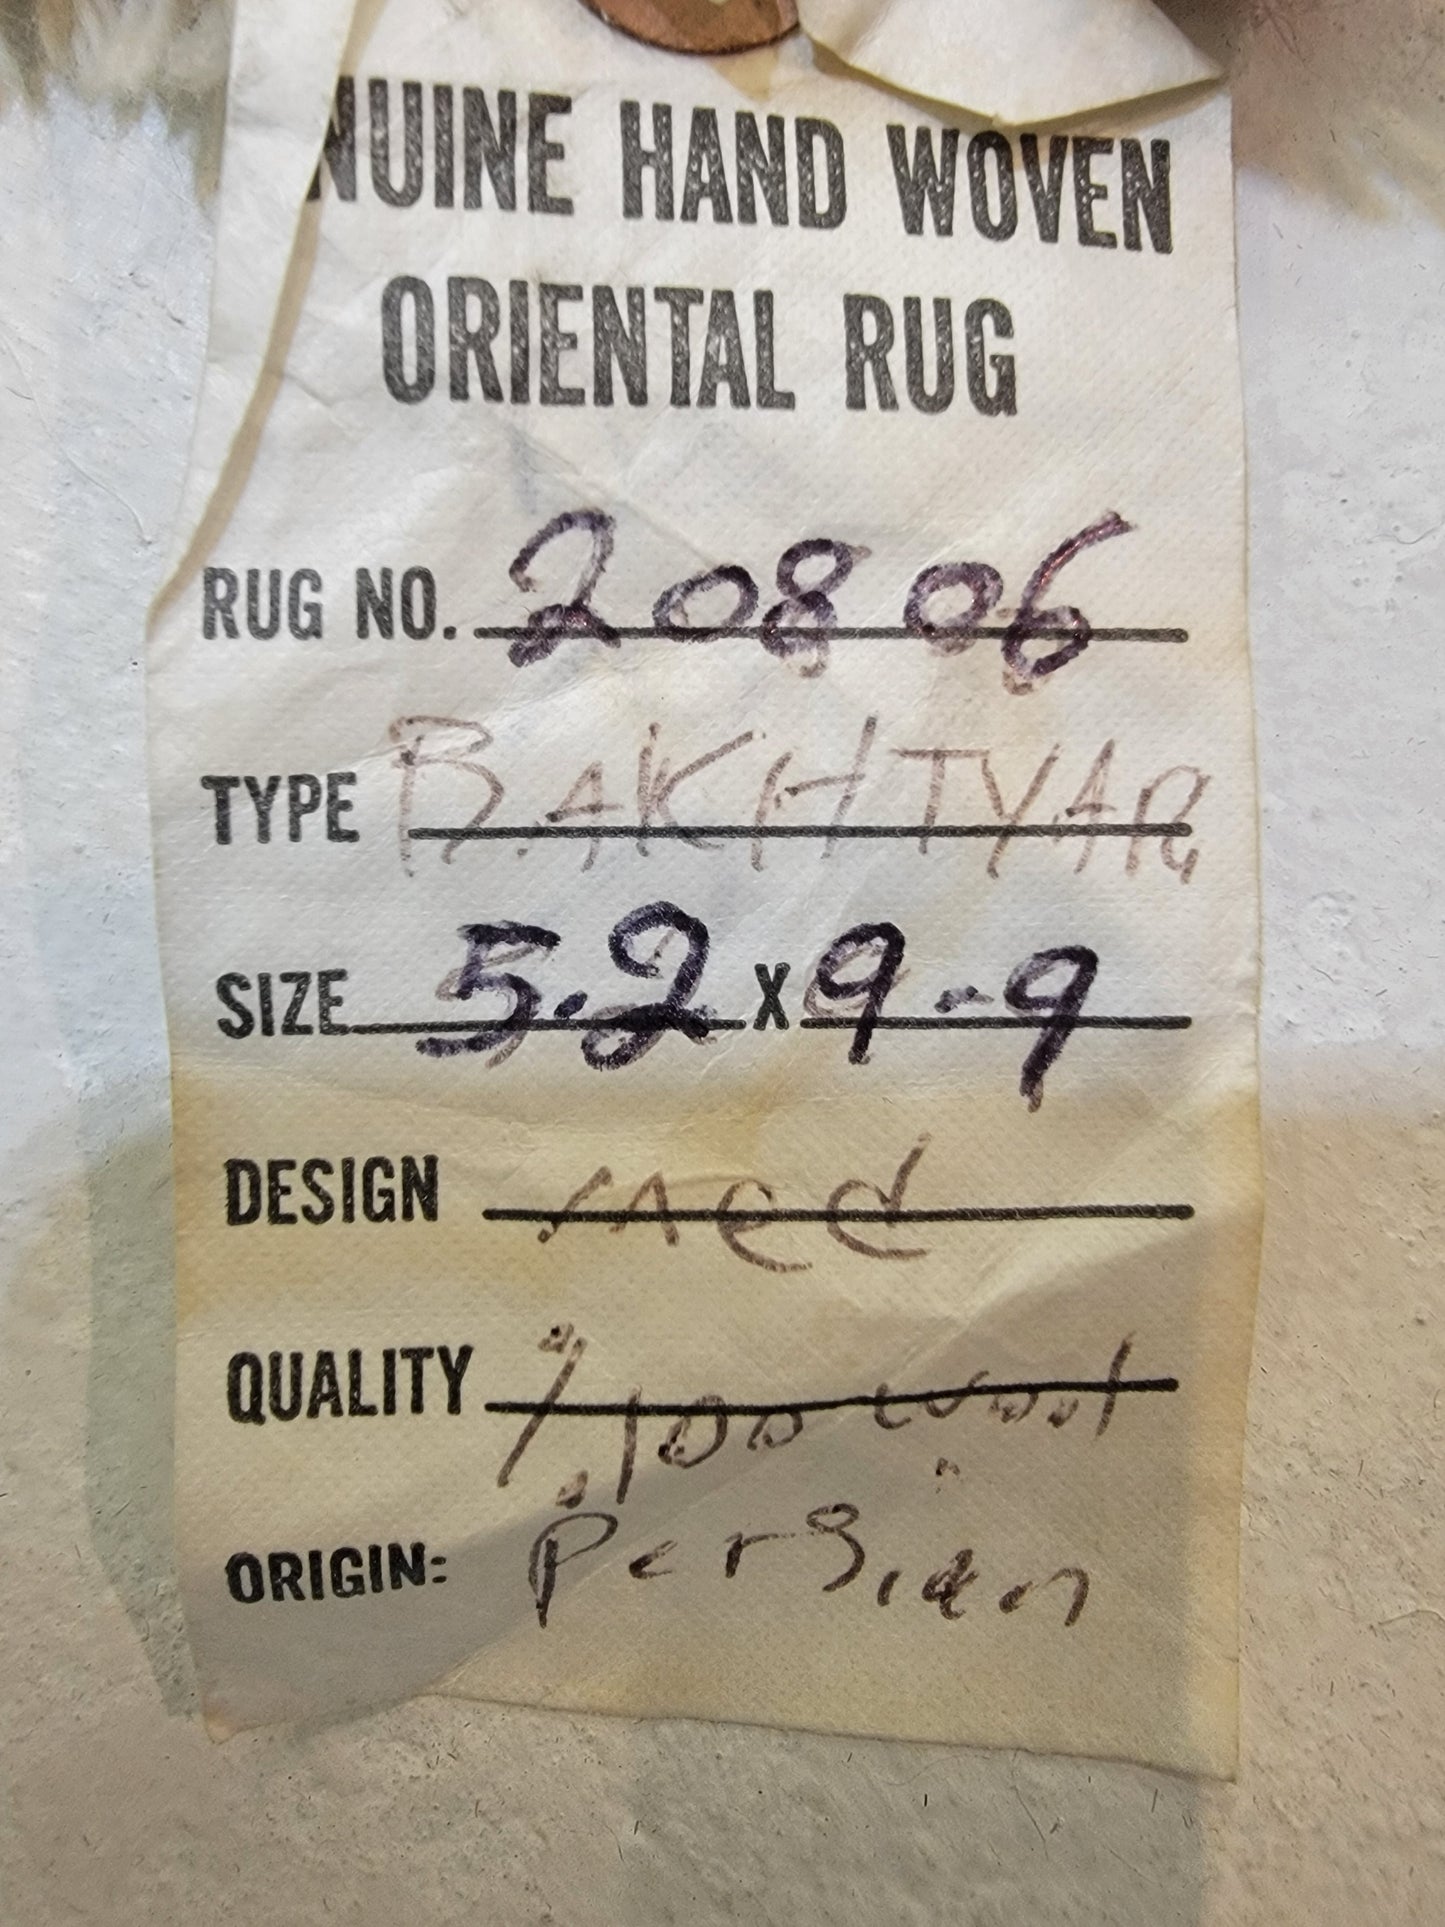 NUINE HAND WOVEN
ORIENTAL RUG
RUG NO. 20806
TYPE BAKHTYAR
SIZE 5.2 X 9-9
DESIGN
QUALITY % 100 wool
ORIGIN: Persian